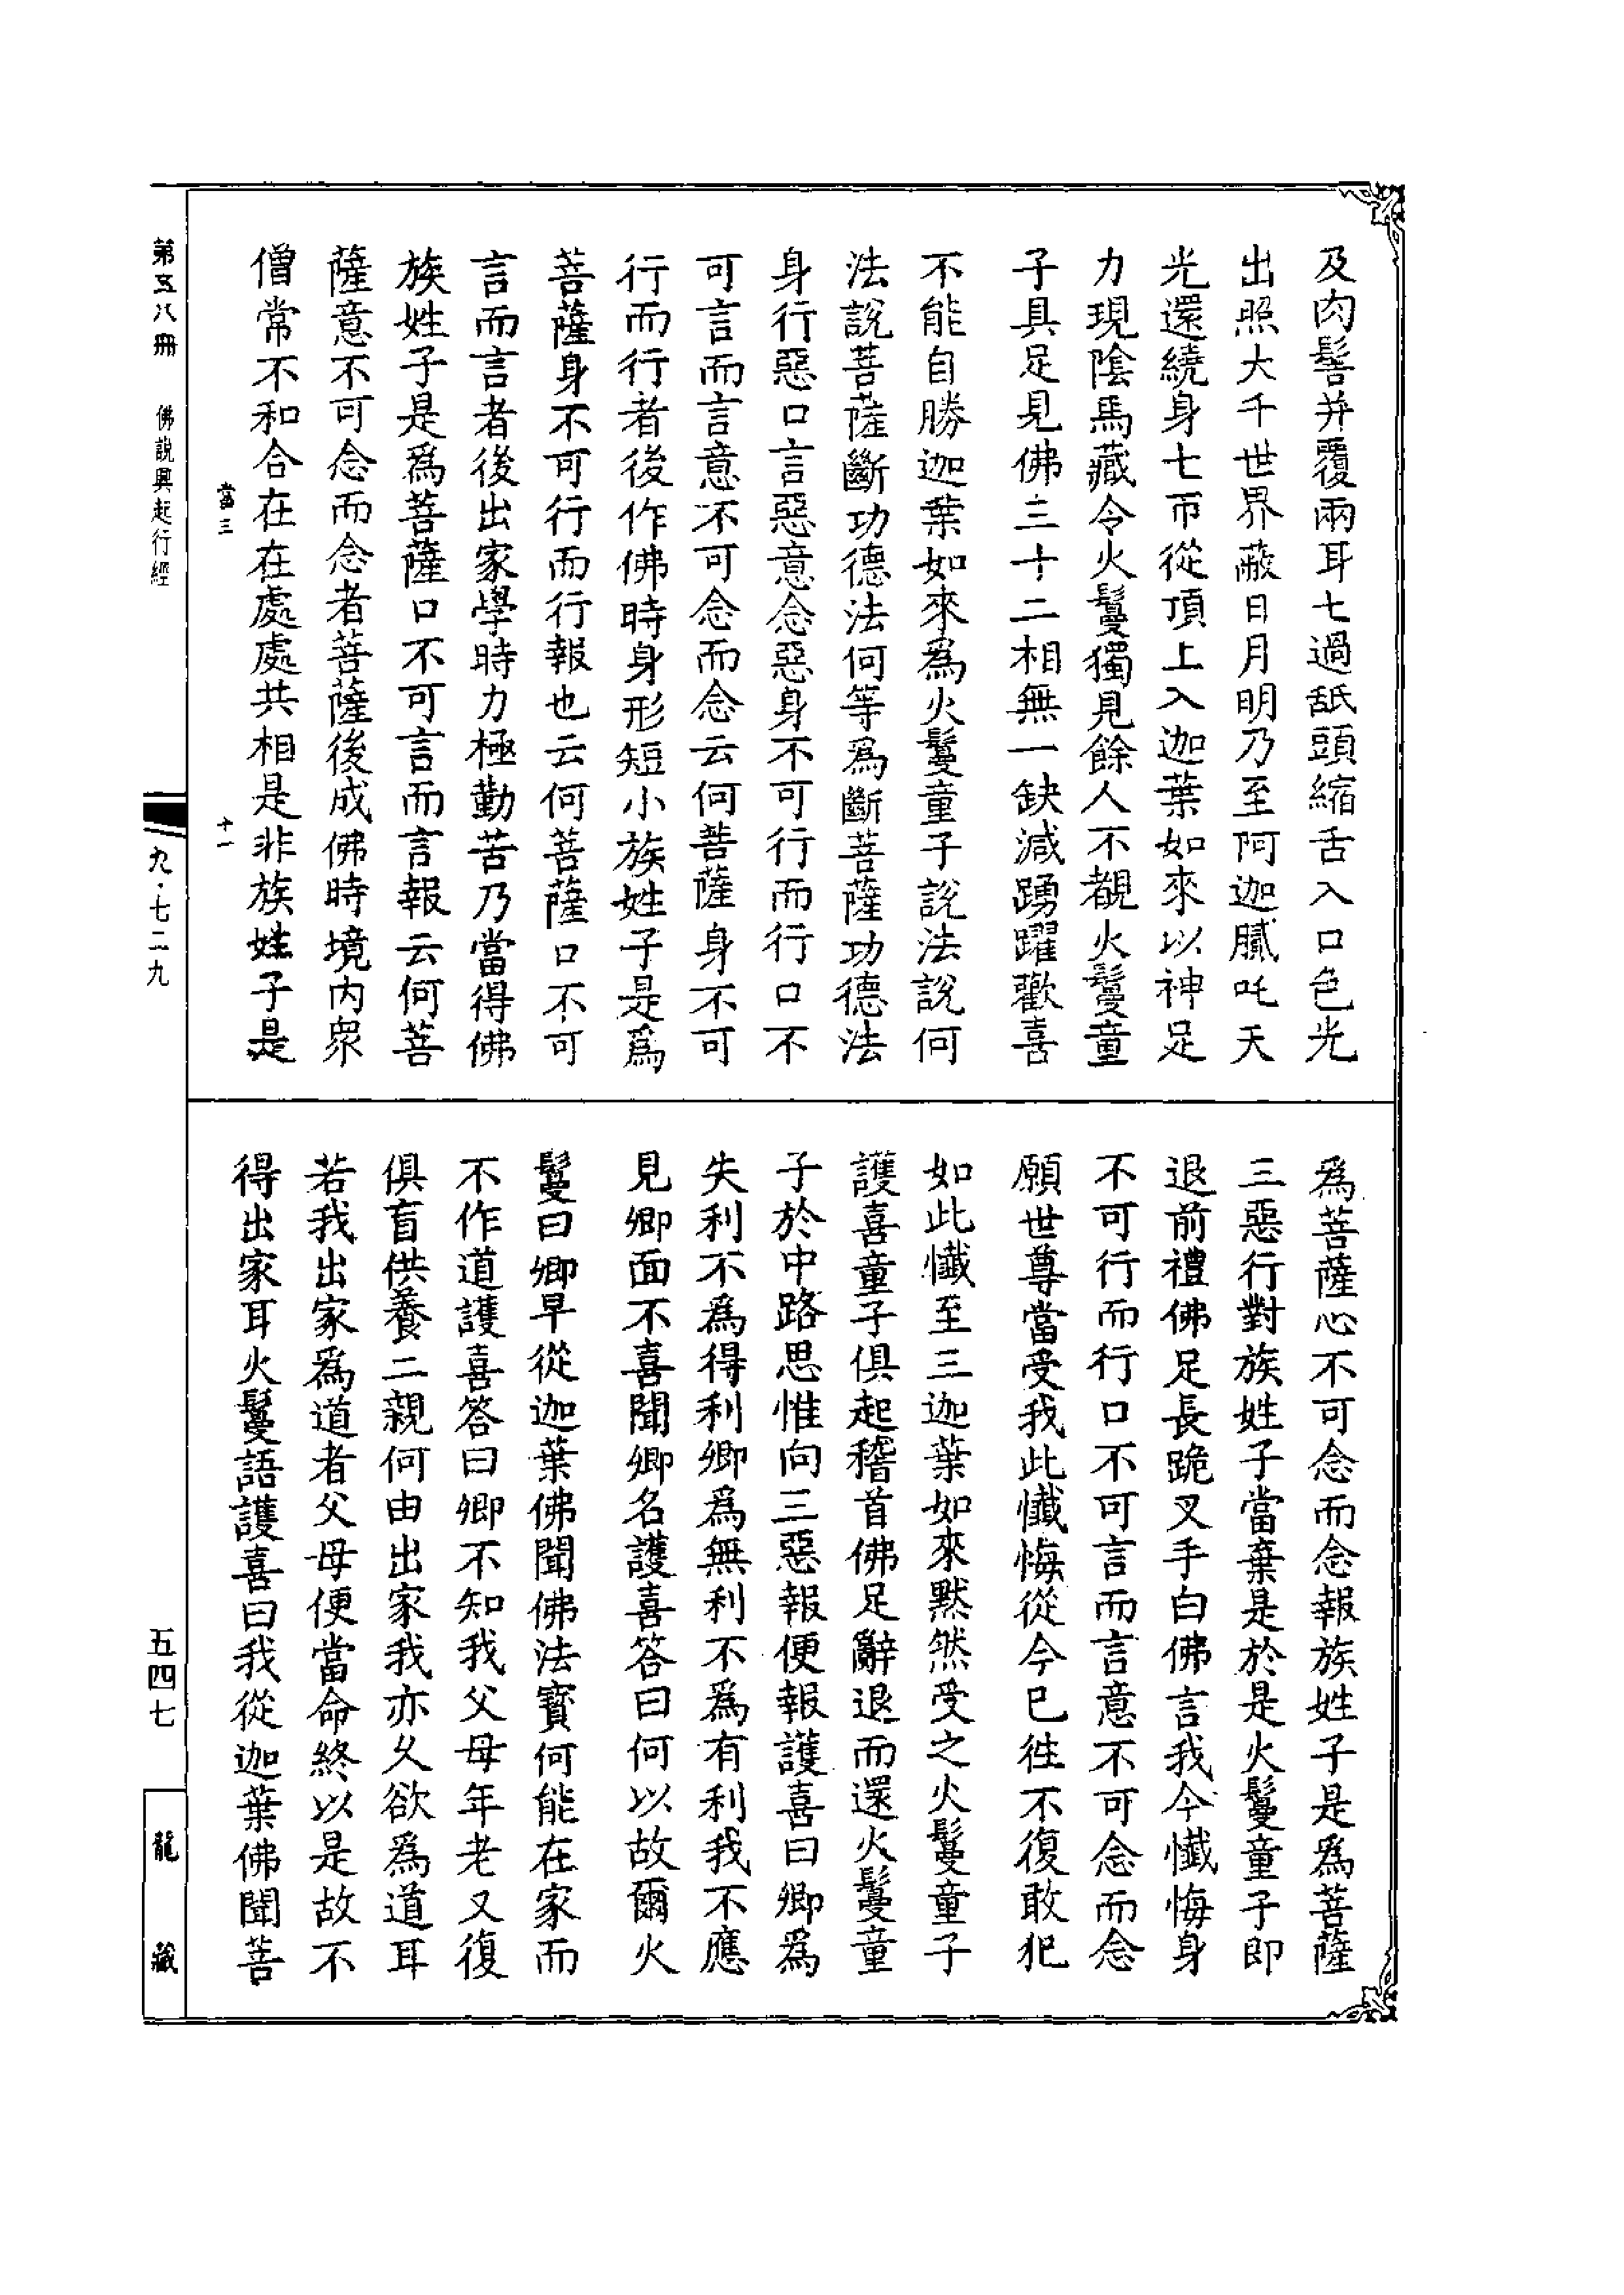 及肉髻并覆兩耳七過舐頭縮舌入口色光
出照大千世界蔽日月明乃至阿迦膩吒天
光還繞身七帀從頂上入迦葉如來以神足
力現陰馬藏令火鬘獨見餘人不覩火鬘童
子具足見佛三十二相無一缺減踴躍歡喜
不能自勝迦葉如來爲火鬘童子說法說何
法說菩薩斷功德法何等爲斷菩薩功德法
身行惡口言惡意念惡身不可行而行口不
可言而言意不可念而念云何菩薩身不可
行而行者後作佛時身形短小族姓子是爲
菩薩身不可行而行報也云何菩薩口不可
言而言者後出家學時力極勤苦乃當得佛
族姓子是爲菩薩口不可言而言報云何菩
薩意不可念而念者菩薩後成佛時境内衆
僧常不和合在在處處共相是非族姓子是
爲菩薩心不可念而念報族姓子是爲菩薩
三惡行對族姓子當棄是於是火鬘童子即
退前禮佛足長跪叉手白佛言我今懺悔身
不可行而行口不可言而言意不可念而念
願世尊當受我此懺悔從今已徃不復敢犯
如此懺至三迦葉如來默然受之火鬘童子
護喜童子俱起稽首佛足辭退而還火鬘童
子於中路思惟向三惡報便報護喜曰卿爲
失利不爲得利卿爲無利不爲有利我不應
見卿面不喜聞卿名護喜答曰何以故爾火
鬘曰卿早從迦葉佛聞佛法寶何能在家而
不作道護喜答曰卿不知我父母年老又復
俱盲供養二親何由出家我亦久欲爲道耳
若我出家爲道者父母便當命終以是故不
得出家耳火鬘語護喜曰我從迦葉佛聞菩
當三
十一
第五八冊 佛說興起行經
九·七二九
五四七
龍藏